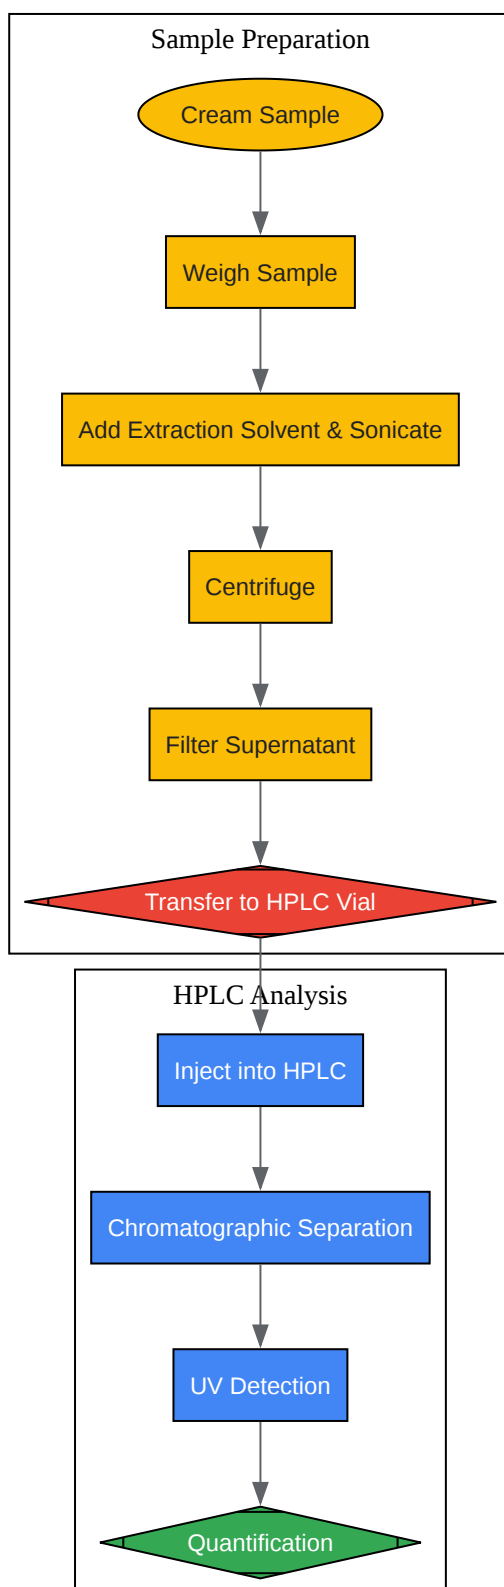 Sample Preparation
Cream Sample
Weigh Sample
Add Extraction Solvent & Sonicate
Centrifuge
Filter Supernatant
Transfer to HPLC Vial
HPLC Analysis
Inject into HPLC
Chromatographic Separation
UV Detection
Quantification